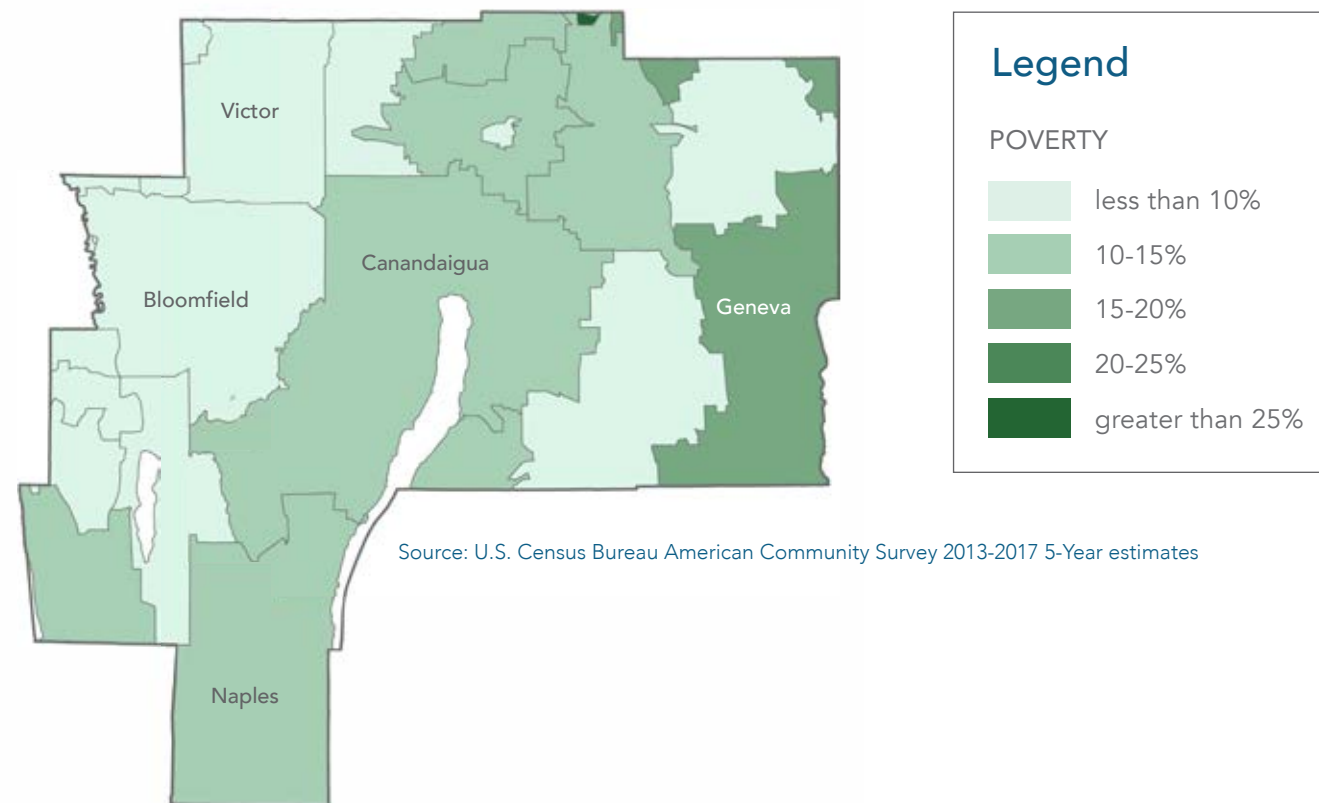 Victor
Canandaigua
Bloomfield
Geneva
Naples
Legend
POVERTY
less than 10%
10-15%
15-20%
20-25%
greater than 25%
Source: U.S. Census Bureau American Community Survey 2013-2017 5-Year estimates